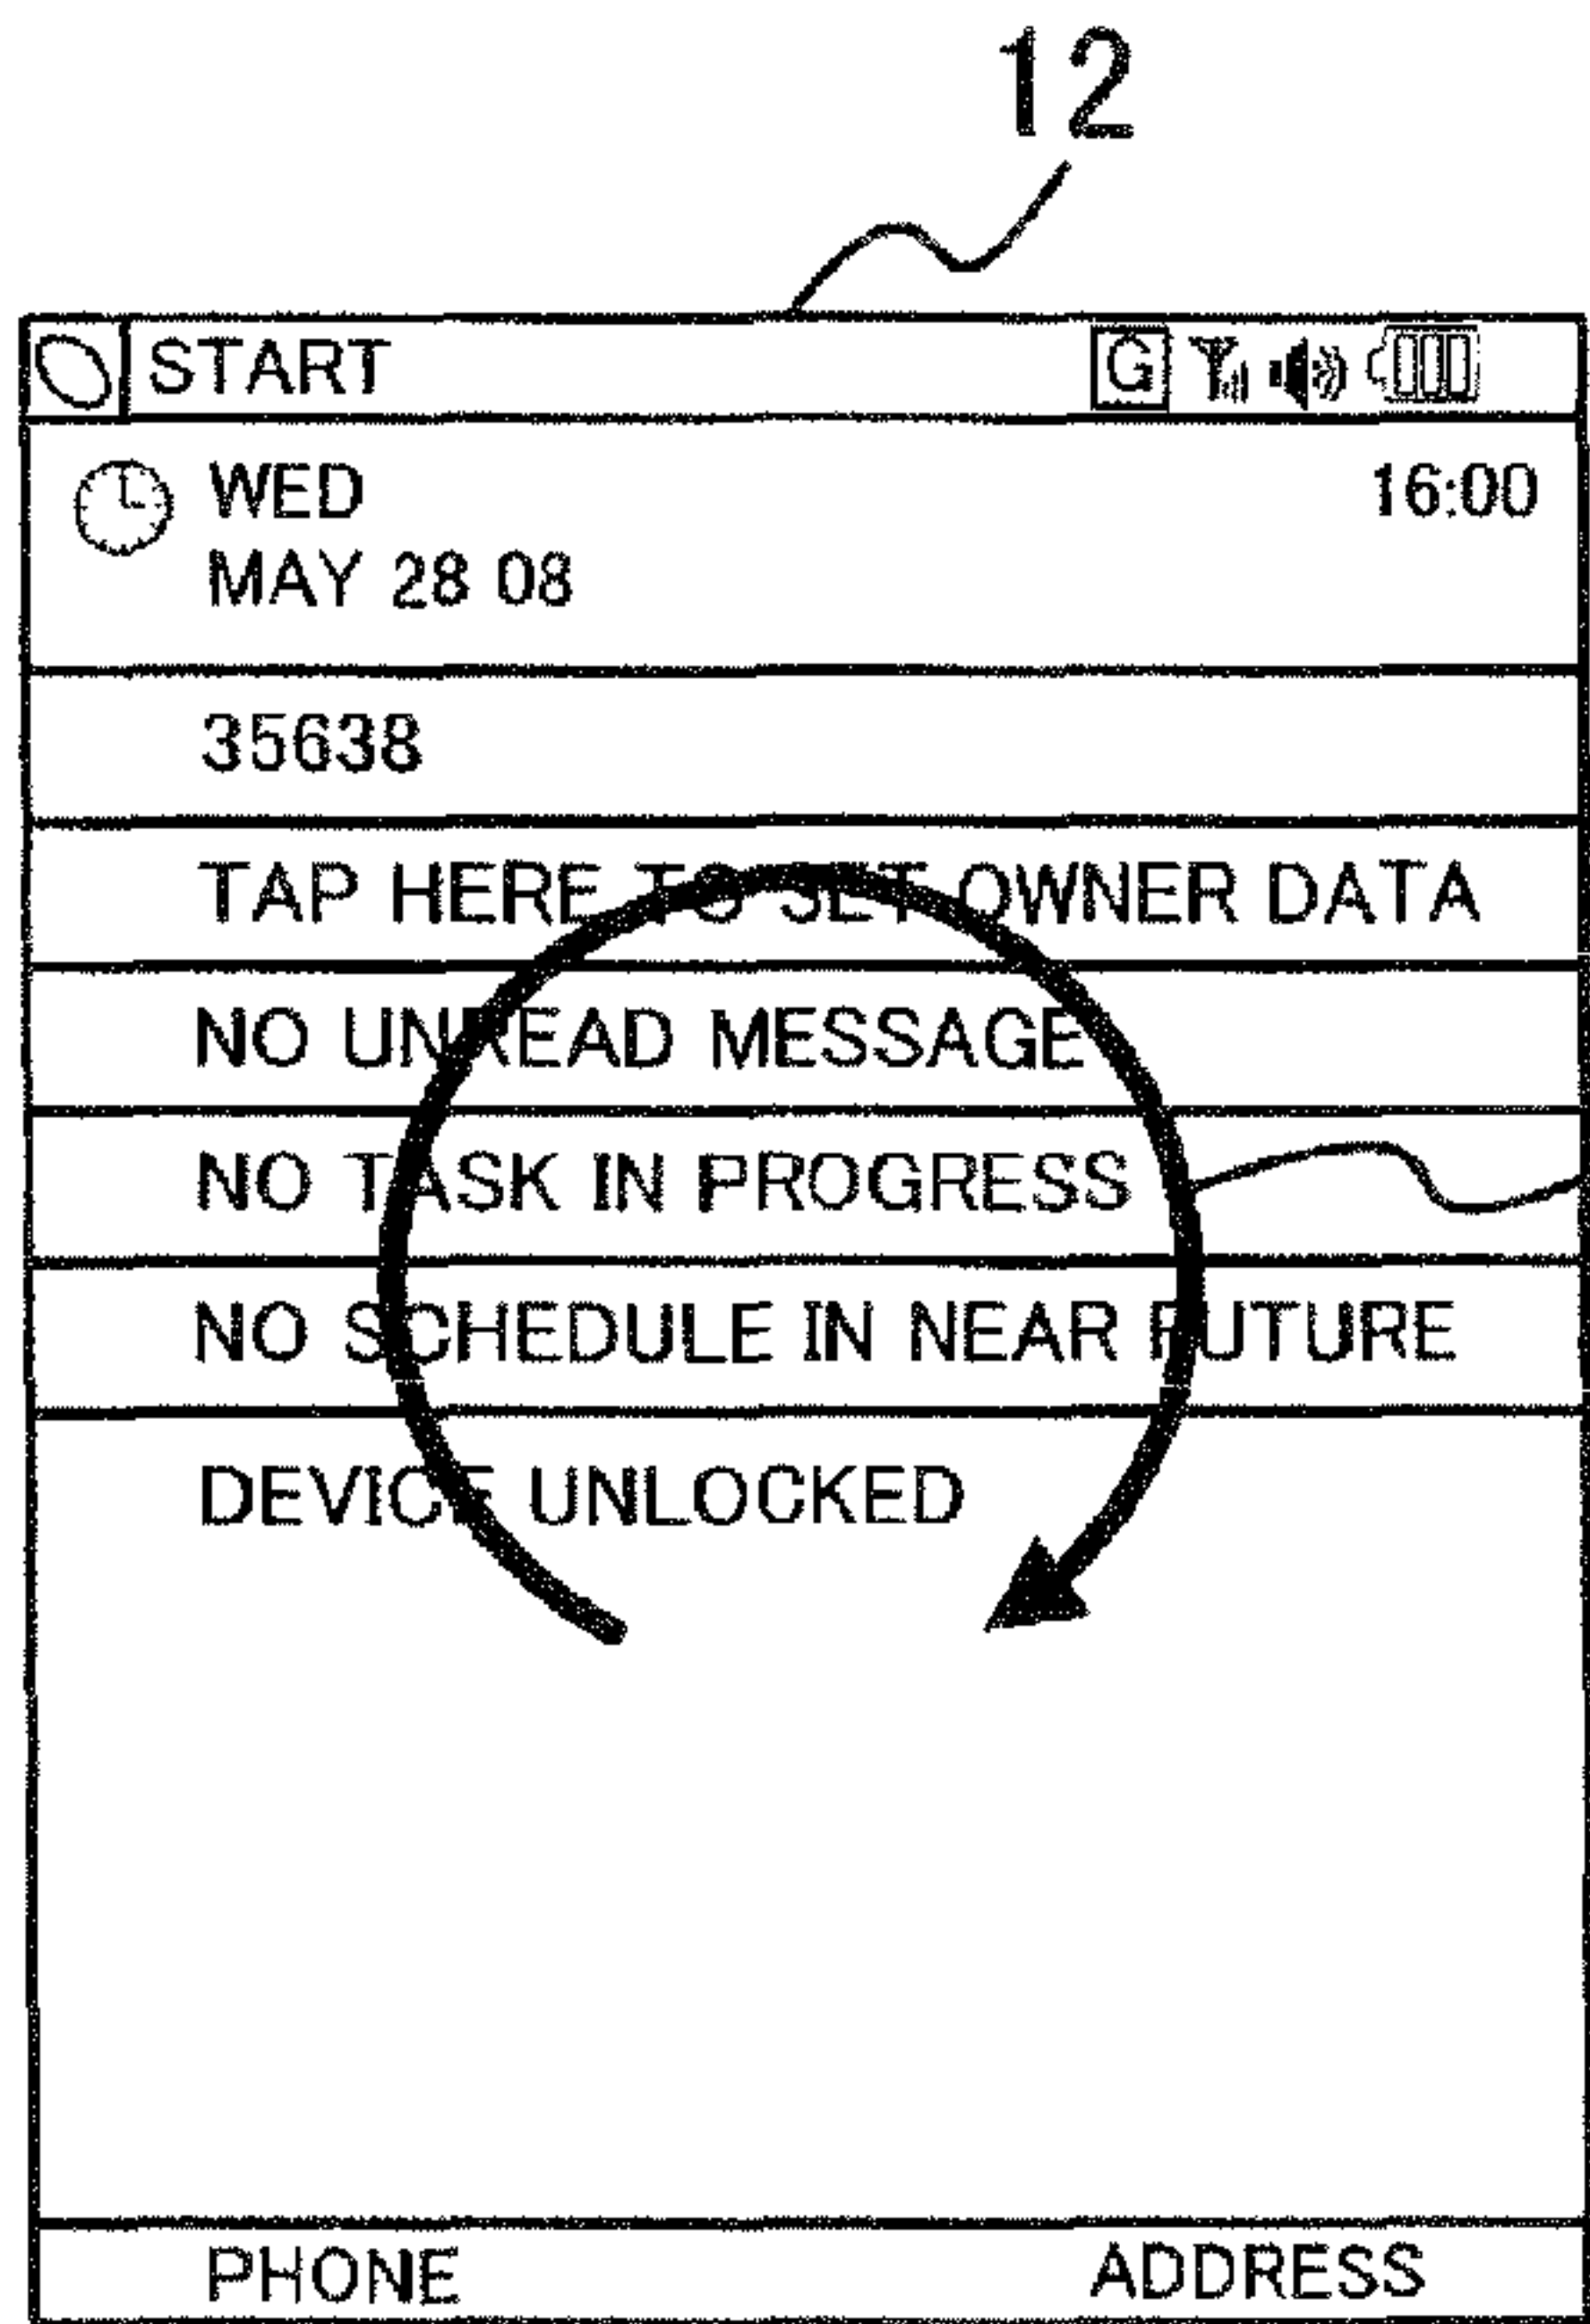 12
START G
WED 16:00
MAY 28 08
35638
TAP HERE TO SET OWNER DATA
NO UNREAD MESSAGE
NO TASK IN PROGRESS
NO SCHEDULE IN NEAR FUTURE
DEVICE UNLOCKED
PHONE ADDRESS